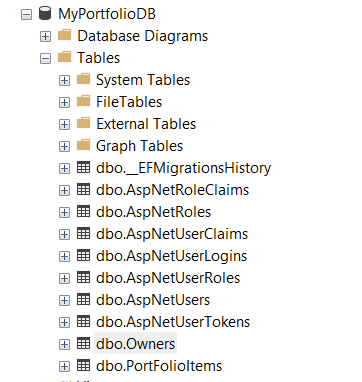 MyPortfolioDB
Database Diagrams
Tables
System Tables
FileTables
External Tables
Graph Tables
dbo.__EFMigrationsHistory
dbo.AspNetRoleClaims
dbo.AspNetRoles
dbo.AspNetUserClaims
dbo.AspNetUserLogins
dbo.AspNetUserRoles
dbo.AspNetUsers
dbo.AspNetUserTokens
dbo.Owners
dbo.PortFolioItems